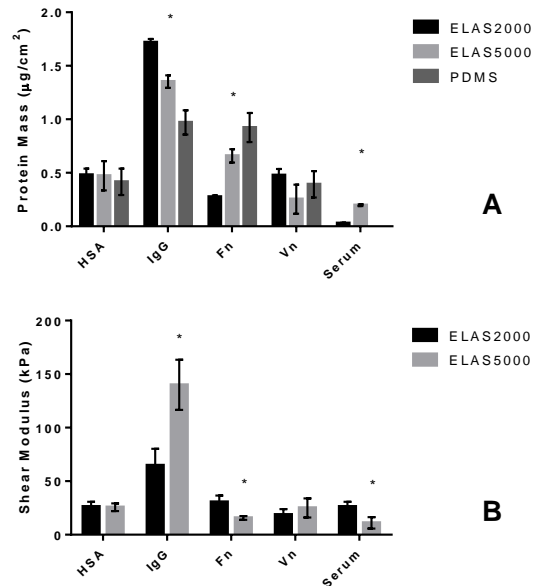 2.0
1.5
1.0
0.5
0.0
Protein Mass (µg/cm²)
*
*
*
HSA
IgG
Fn
Vn
Serum
ELAS2000
ELAS5000
PDMS
A
200
150
100
50
0
Shear Modulus (kPa)
*
*
*
HSA
IgG
Fn
Vn
Serum
ELAS2000
ELAS5000
B